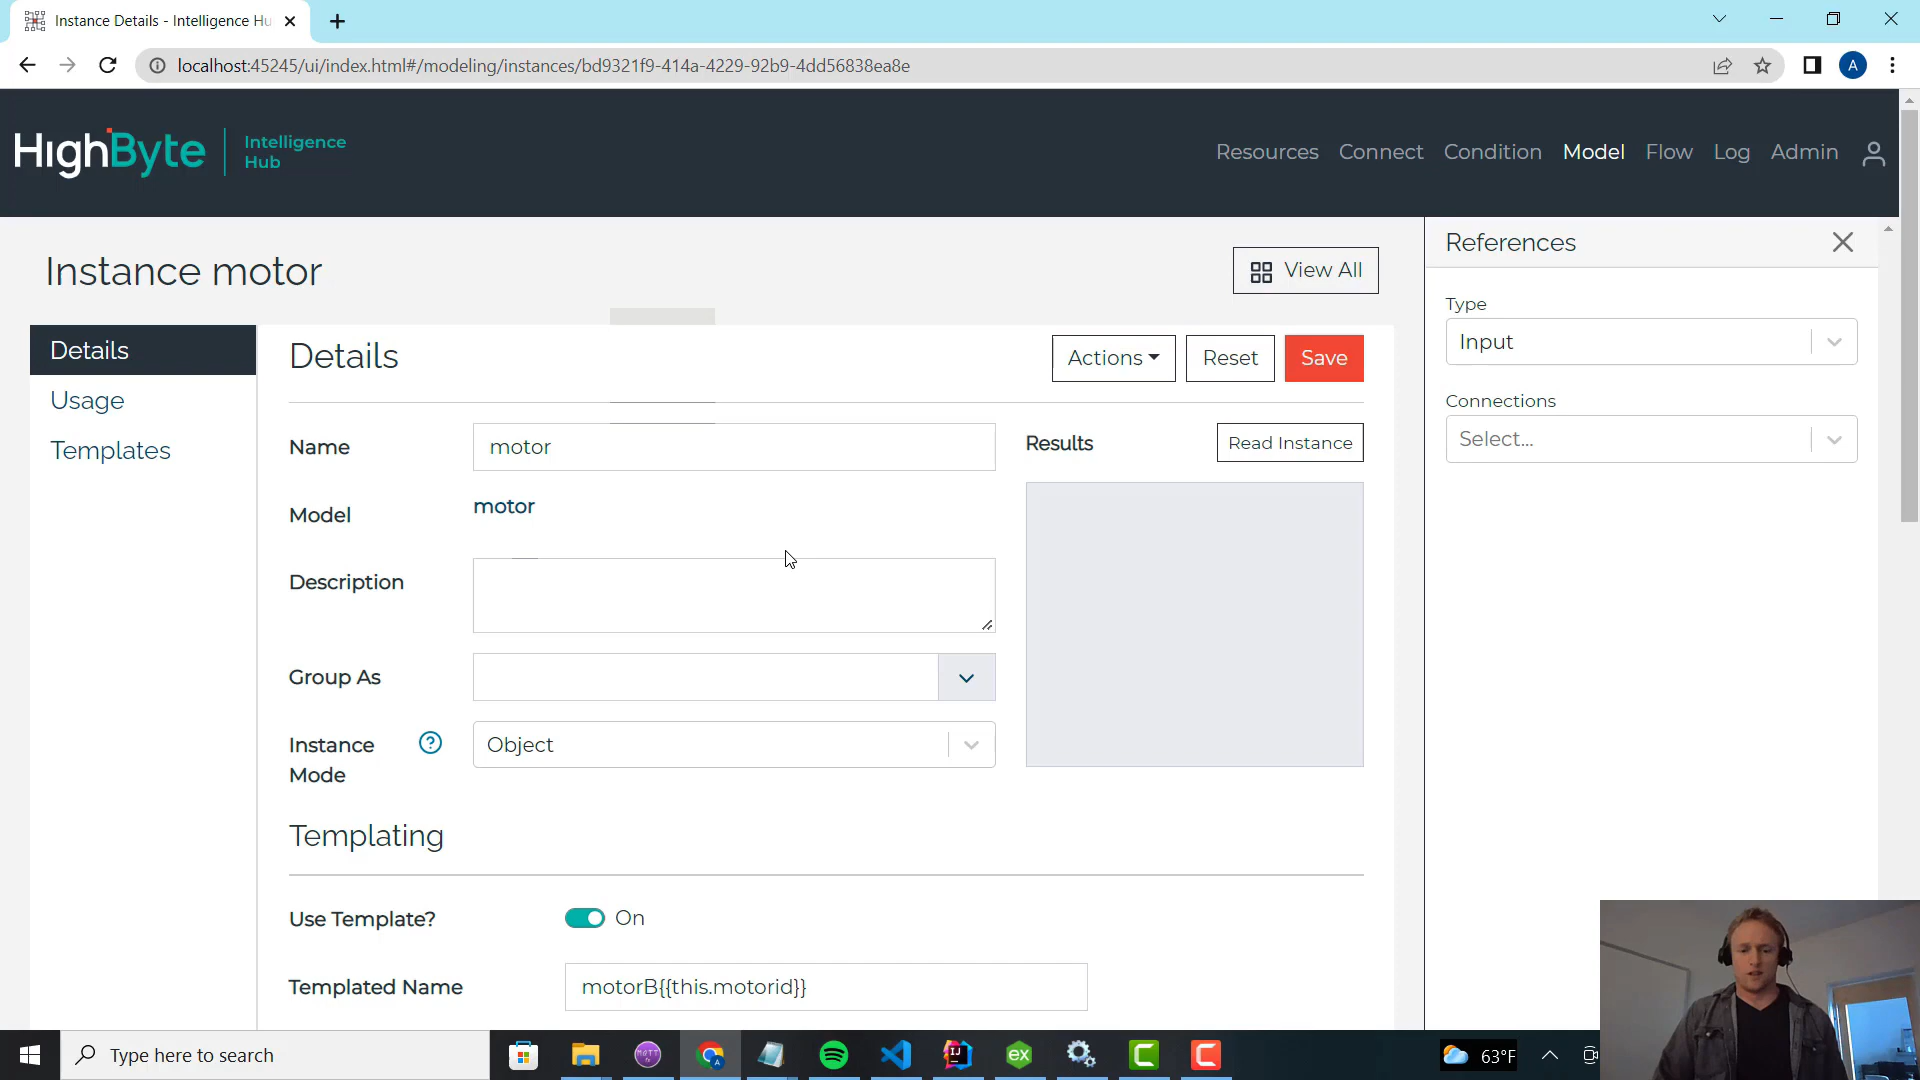 Instance Details - Intelligence Hu
localhost:45245/ui/index.html#/modeling/instances/bd9321f9-414a-4229-92b9-4dd56838ea8e
A
HighByte
Intelligence
Hub
Resources Connect Condition Model Flow Log Admin
Instance motor
View All
References
Type
Input
Connections
Select...
Details
Usage
Templates
Details
Actions
Reset
Save
Name
motor
Results
Read Instance
Model
motor
Description
Group As
Instance
Mode
?
Object
Templating
Use Template?
On
Templated Name
motorB{{this.motorid}}
Type here to search
MQTT
A
IJ
ex
C
C
63°F